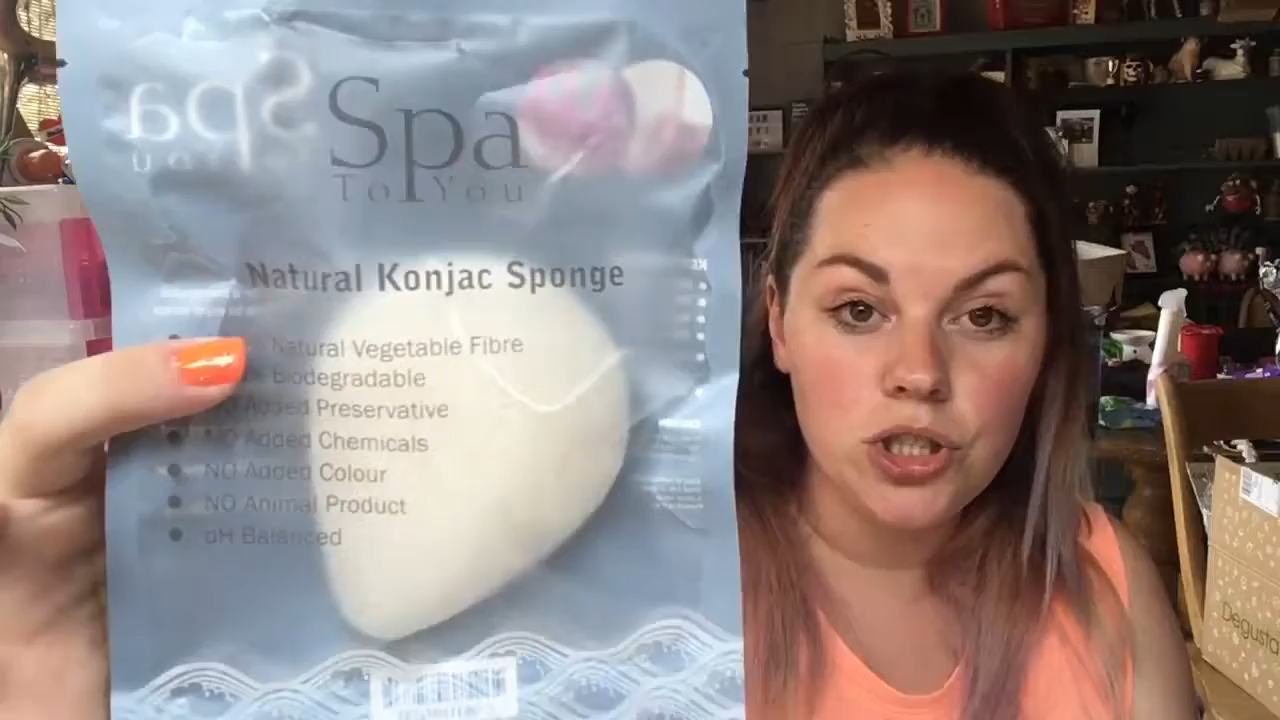 Spa
To You
Natural Konjac Sponge
Natural Vegetable Fibre
Biodegradable
Added Preservative
NO Added Chemicals
NO Added Colour
NO Animal Product
pH Balanced
Degusta